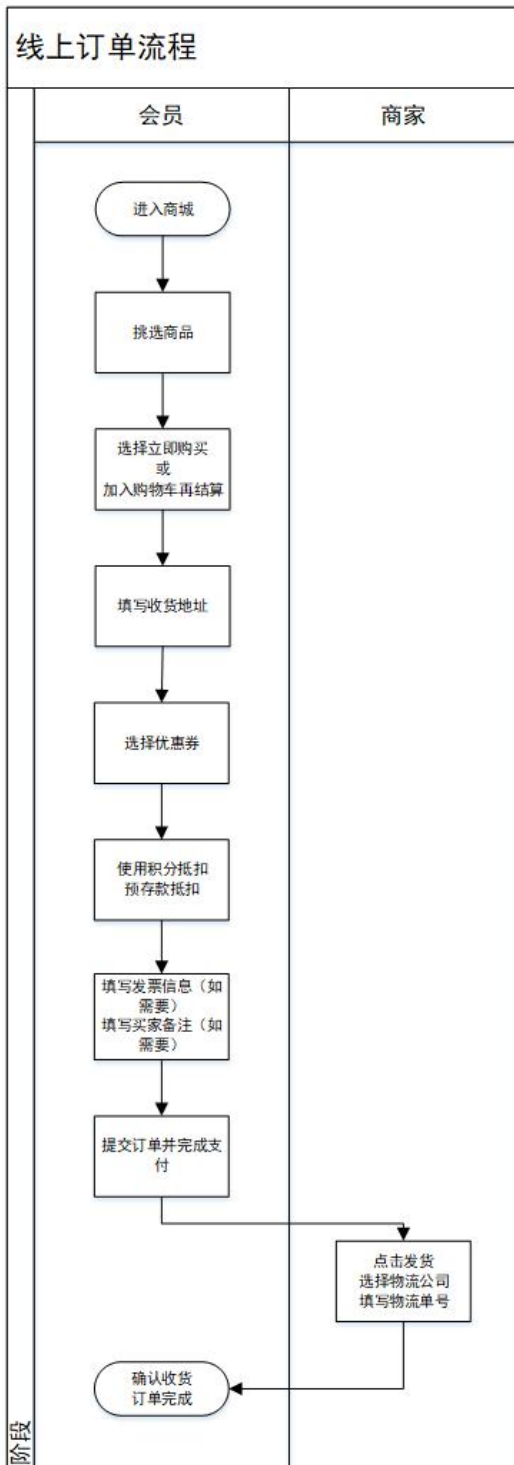 线上订单流程
会员
商家
进入商城
挑选商品
选择立即购买
或
加入购物车再结算
填写收货地址
选择优惠券
使用积分抵扣
预存款抵扣
填写发票信息（如
需要）
填写买家备注（如
需要）
提交订单并完成支
付
点击发货
选择物流公司
填写物流单号
确认收货
订单完成
阶段